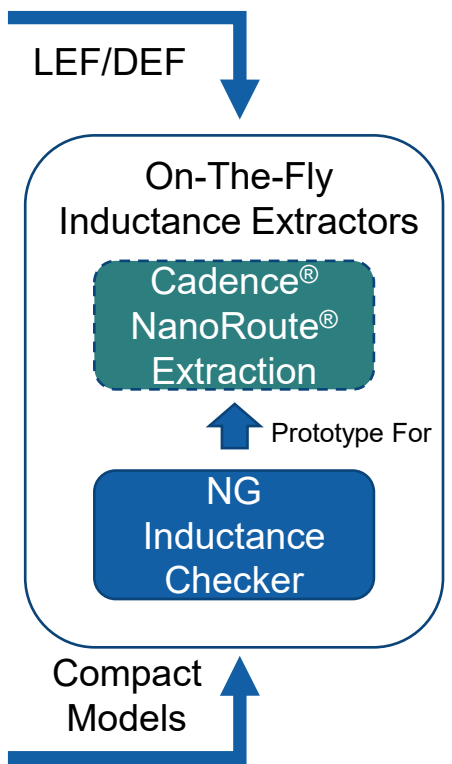 LEF/DEF
On-The-Fly
Inductance Extractors
Cadence®
NanoRoute®
Extraction
Prototype For
NG
Inductance
Checker
Compact
Models